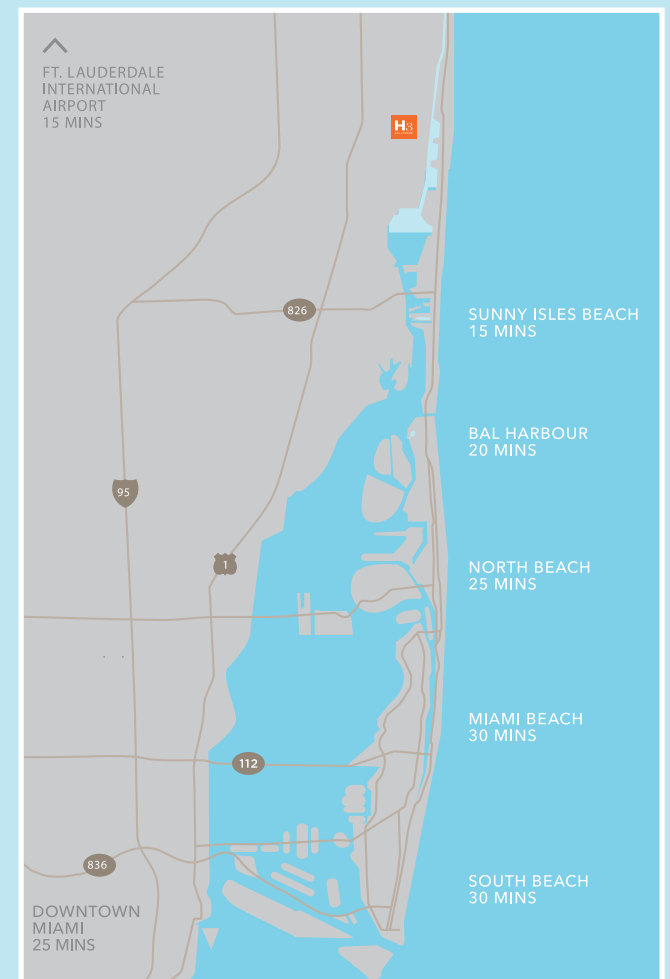 FT. LAUDERDALE
INTERNATIONAL
AIRPORT
15 MINS
H3
826
SUNNY ISLES BEACH
15 MINS
BAL HARBOUR
20 MINS
95
1
NORTH BEACH
25 MINS
MIAMI BEACH
30 MINS
112
836
SOUTH BEACH
30 MINS
DOWNTOWN
MIAMI
25 MINS